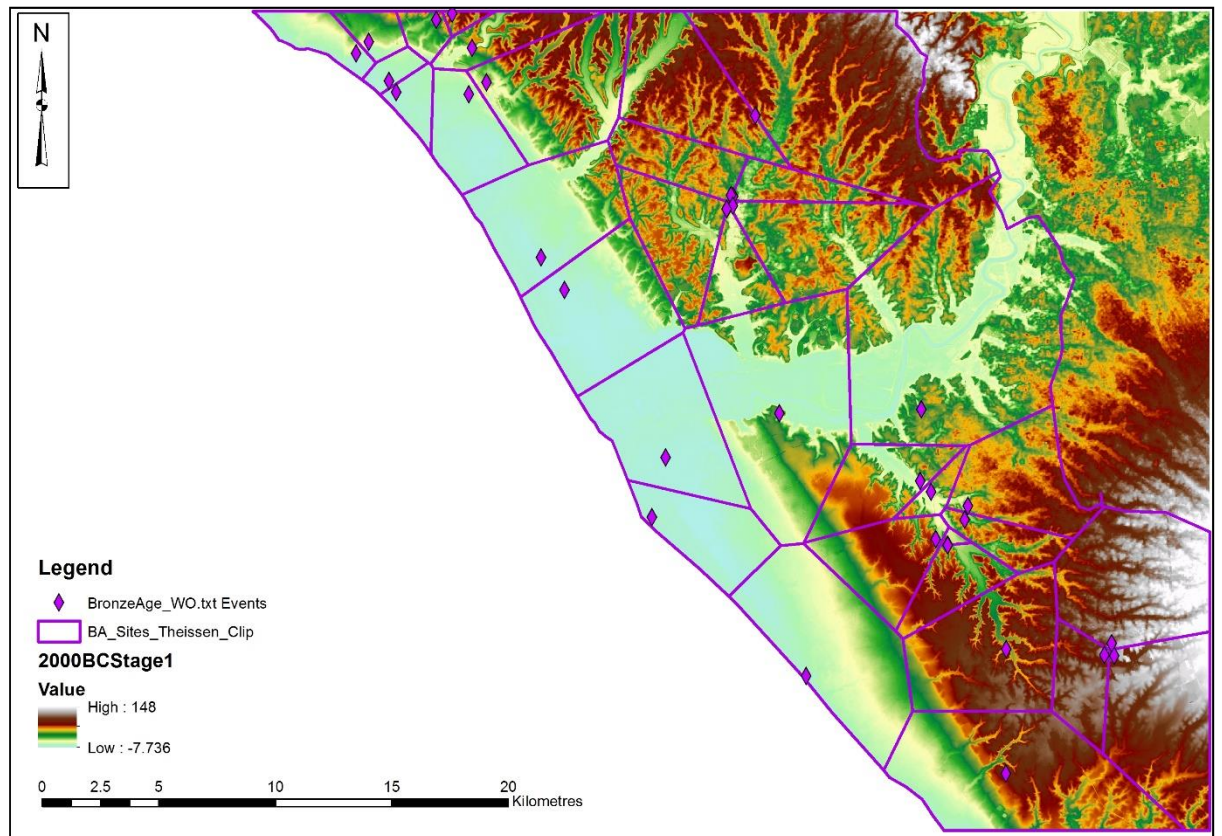 N
Legend
BronzeAge_WO.txt Events
BA_Sites_Theissen_Clip
2000BCStage1
Value
High : 148
Low : -7.736
0 2.5 5 10 15 20
Kilometres